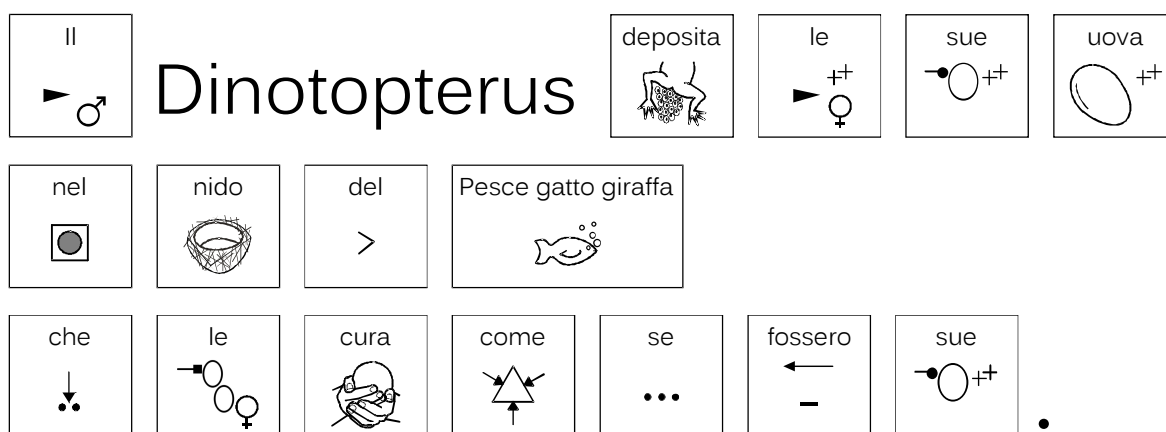 Il Dinotopterus deposita le sue uova
nel nido del Pesce gatto giraffa
che le cura come se fossero sue .